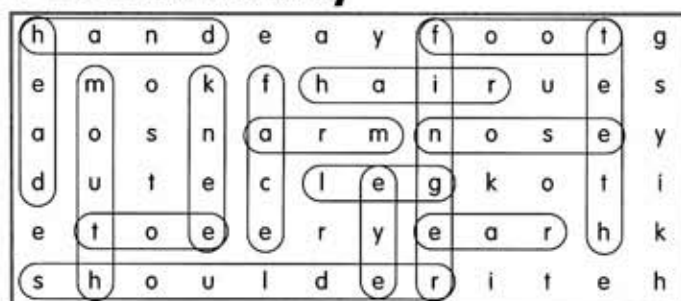 h a n d e a y f o o t g
e m o k f h a i r u e s
a o s n a r m n o s e y
d u t e c l e g k o t i
e t o e e r y e a r h k
s h o u l d e r i t e h